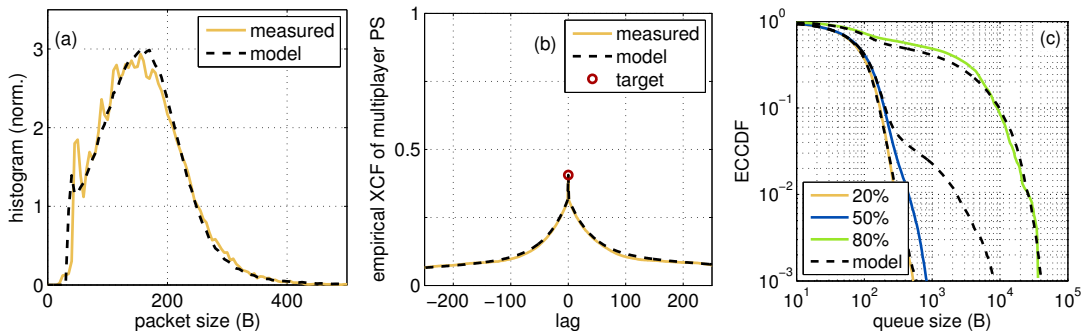 (a)
measured
model
3
2
1
0
0
200
400
histogram (norm.)
packet size (B)
(b)
measured
model
target
1
0.5
0
−200
−100
0
100
200
empirical XCF of multiplayer PS
lag
(c)
10^0
10^−1
10^−2
10^−3
10^1
10^2
10^3
10^4
10^5
20%
50%
80%
model
ECCDF
queue size (B)